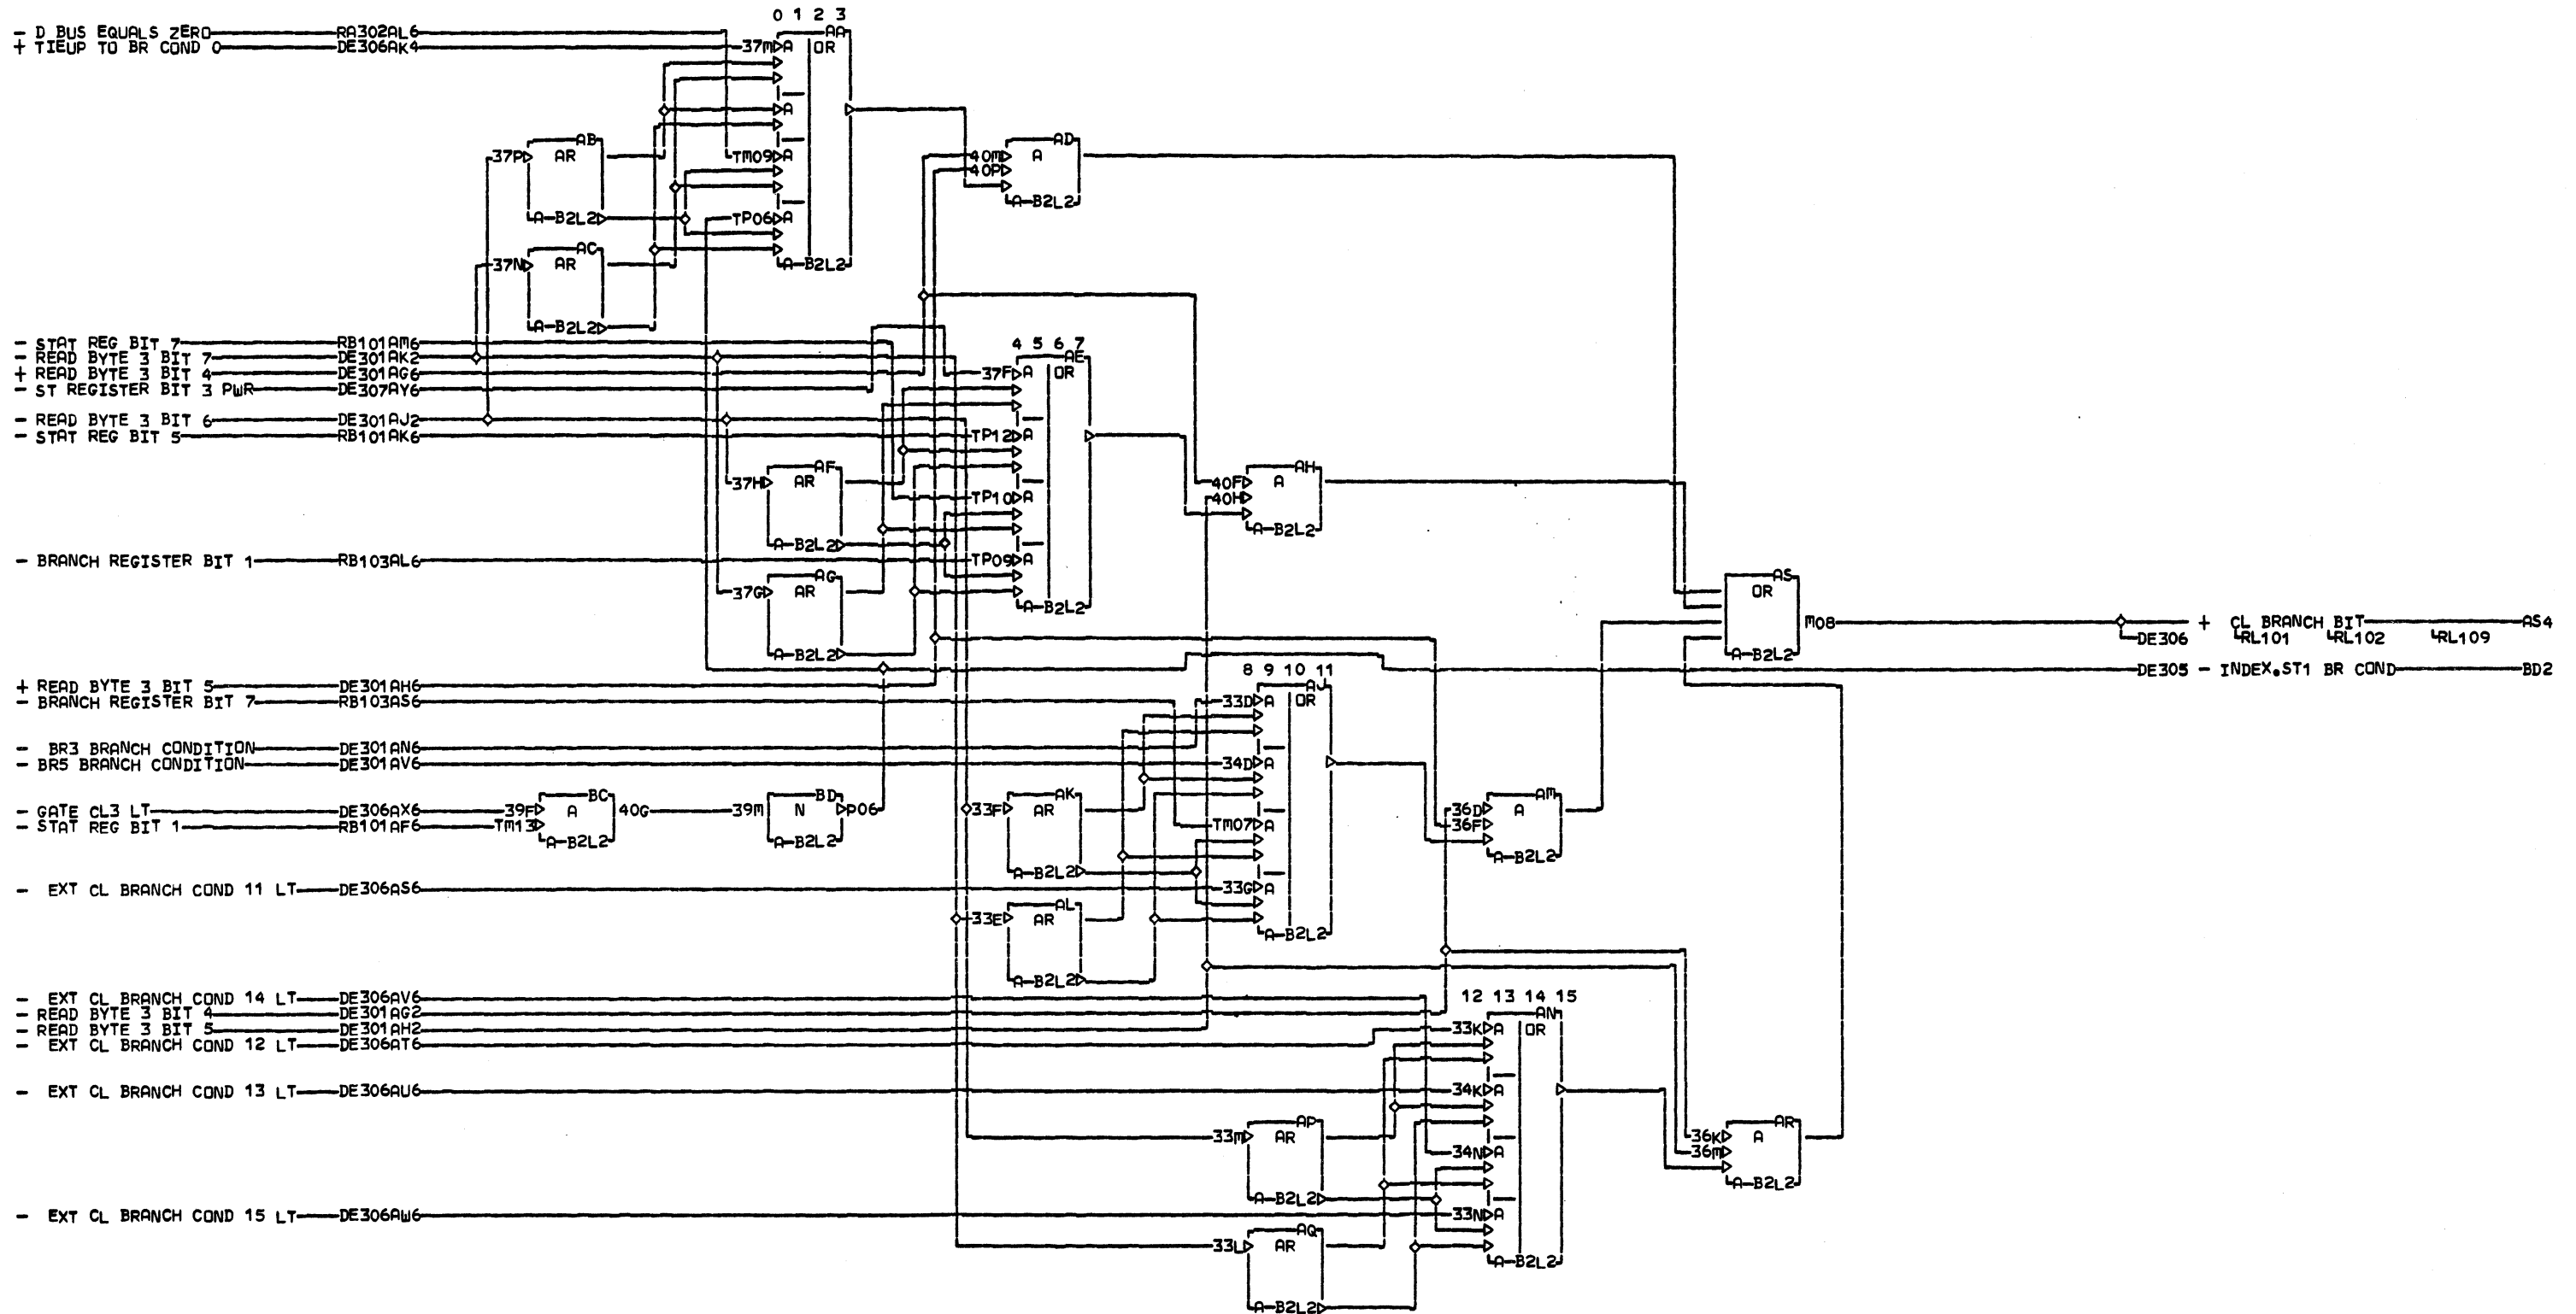 0 1 2 3
- D BUS EQUALS ZERO RA302AL6
+ TIEUP TO BR COND 0 DE306AK4
37M A OR AA
A
TM09 A
TP06 A
A-B2L2
37P AR AB
A-B2L2
37N AR AC
A-B2L2
40M A AD
40P
A-B2L2
- STAT REG BIT 7 RB101AM6
- READ BYTE 3 BIT 7 DE301AK2
+ READ BYTE 3 BIT 4 DE301AG6
- ST REGISTER BIT 3 PWR DE307AY6
- READ BYTE 3 BIT 6 DE301AJ2
- STAT REG BIT 5 RB101AK6
4 5 6 7
37F A OR AE
TP12 A
TP10 A
TP09 A
A-B2L2
37H AR AF
A-B2L2
37G AR AG
A-B2L2
40F A AH
40H
A-B2L2
- BRANCH REGISTER BIT 1 RB103AL6
OR AS
M08
A-B2L2
+ CL BRANCH BIT AS4
DE306 RL101 RL102 RL109
DE305 - INDEX.ST1 BR COND BD2
+ READ BYTE 3 BIT 5 DE301AH6
- BRANCH REGISTER BIT 7 RB103AS6
- BR3 BRANCH CONDITION DE301AN6
- BR5 BRANCH CONDITION DE301AV6
8 9 10 11
33D A OR AJ
34D A
TM07 A
33G A
A-B2L2
- GATE CL3 LT DE306AX6 39F A BC 40G 39M N BD P06
- STAT REG BIT 1 RB101AF6 TM13
A-B2L2 A-B2L2
33F AR AK
A-B2L2
33E AR AL
A-B2L2
36D A AM
36F
A-B2L2
- EXT CL BRANCH COND 11 LT DE306AS6
- EXT CL BRANCH COND 14 LT DE306AV6
- READ BYTE 3 BIT 4 DE301AG2
- READ BYTE 3 BIT 5 DE301AH2
- EXT CL BRANCH COND 12 LT DE306AT6
- EXT CL BRANCH COND 13 LT DE306AU6
- EXT CL BRANCH COND 15 LT DE306AW6
12 13 14 15
33K A OR AN
34K A
34N A
33N A
A-B2L2
33M AR AP
A-B2L2
33L AR AQ
A-B2L2
36K A AR
36M
A-B2L2